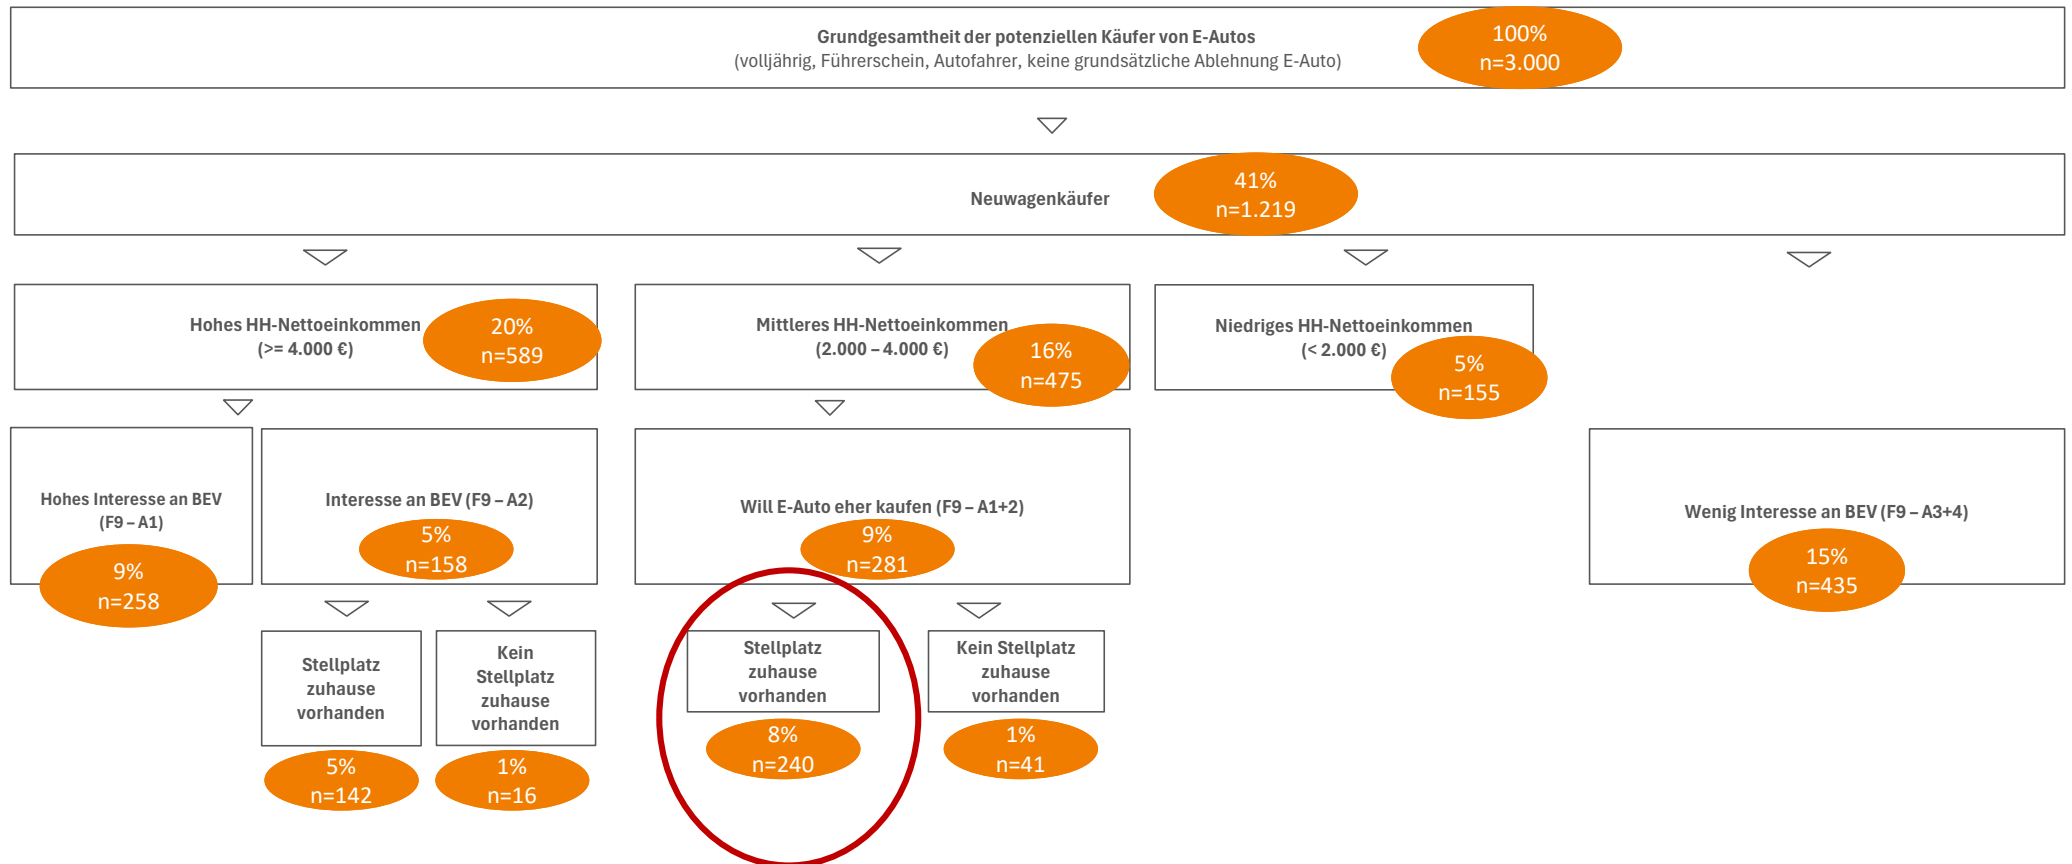 Grundgesamtheit der potenziellen Käufer von E-Autos
(volljährig, Führerschein, Autofahrer, keine grundsätzliche Ablehnung E-Auto)
100%
n=3.000
Neuwagenkäufer
41%
n=1.219
Hohes HH-Nettoeinkommen
(>= 4.000 €)
20%
n=589
Mittleres HH-Nettoeinkommen
(2.000 – 4.000 €)
16%
n=475
Niedriges HH-Nettoeinkommen
(< 2.000 €)
5%
n=155
Hohes Interesse an BEV
(F9 – A1)
9%
n=258
Interesse an BEV (F9 – A2)
5%
n=158
Will E-Auto eher kaufen (F9 – A1+2)
9%
n=281
Wenig Interesse an BEV (F9 – A3+4)
15%
n=435
Stellplatz
zuhause
vorhanden
5%
n=142
Kein
Stellplatz
zuhause
vorhanden
1%
n=16
Stellplatz
zuhause
vorhanden
8%
n=240
Kein Stellplatz
zuhause
vorhanden
1%
n=41